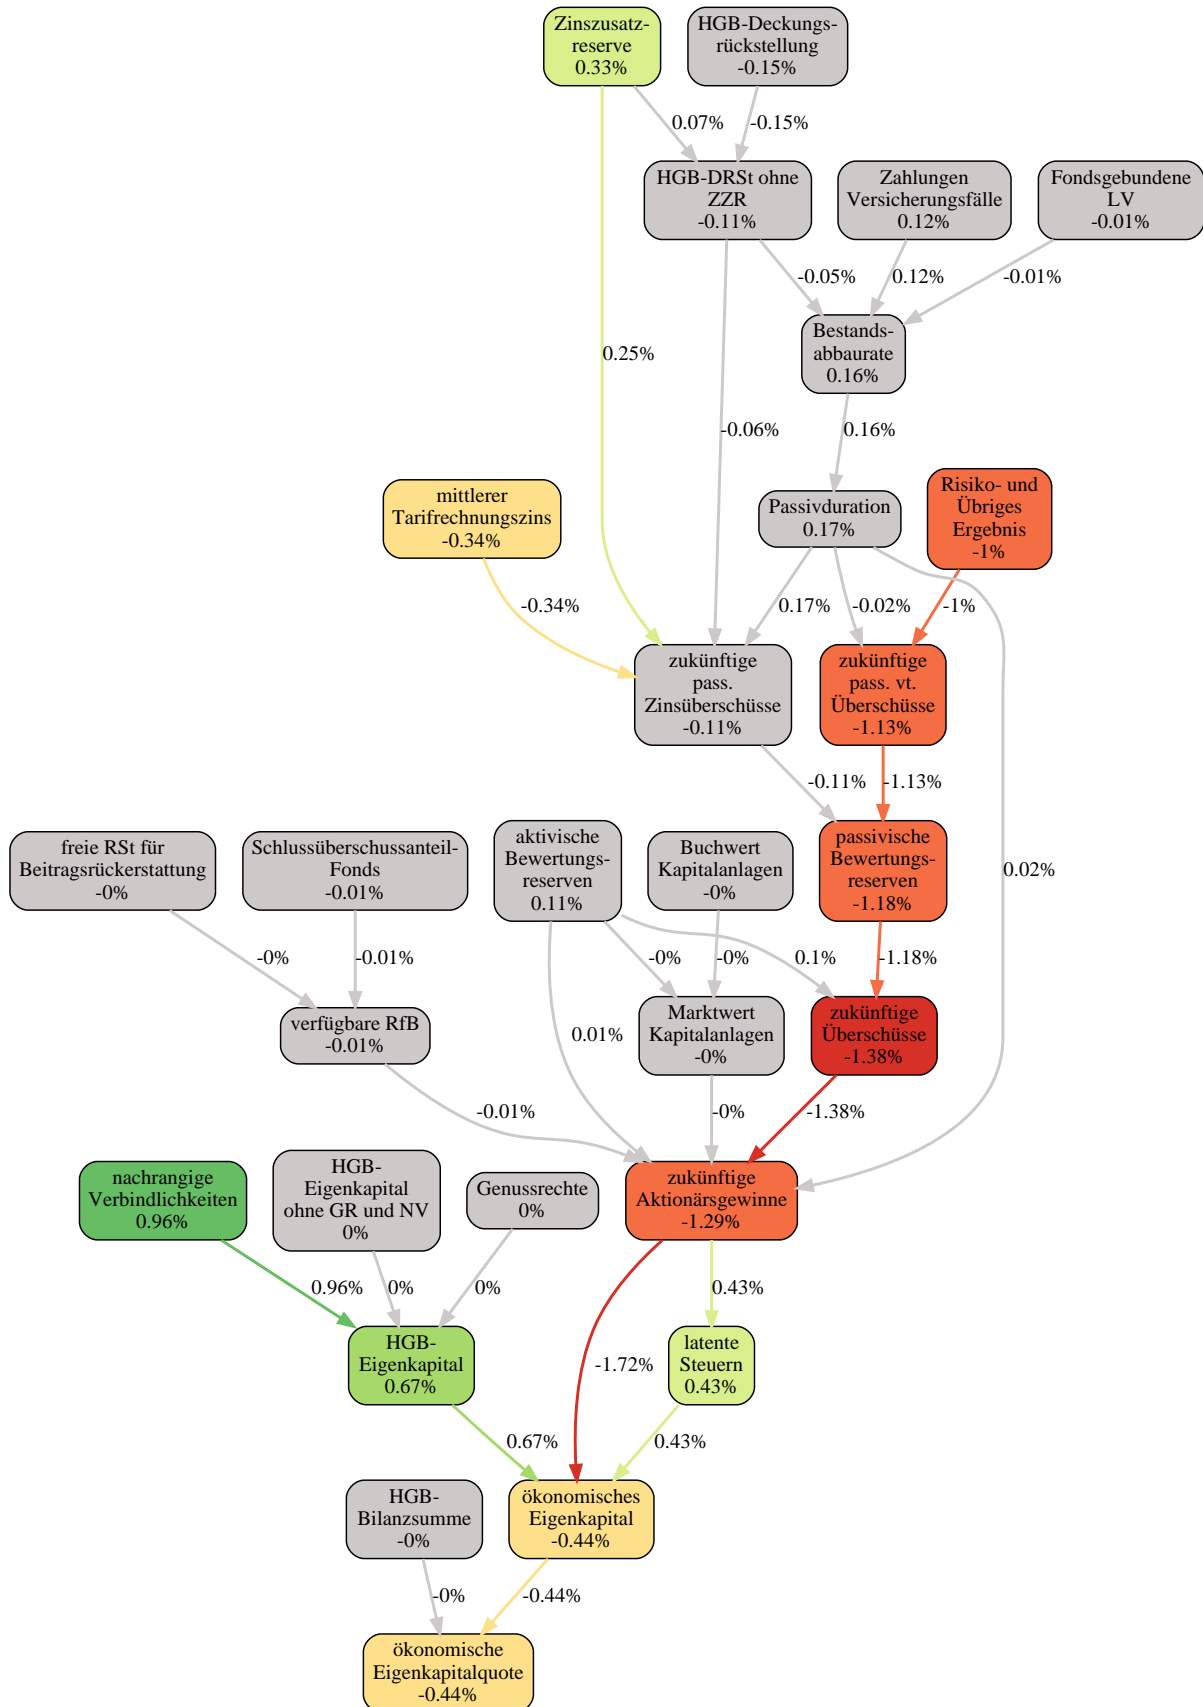 Zinszusatz-
reserve
0.33%
HGB-Deckungs-
rückstellung
-0.15%
0.07%
-0.15%
HGB-DRSt ohne
ZZR
-0.11%
Zahlungen
Versicherungsfälle
0.12%
Fondsgebundene
LV
-0.01%
-0.05%
0.12%
-0.01%
Bestands-
abbaurate
0.16%
0.25%
-0.06%
0.16%
mittlerer
Tarifrechnungszins
-0.34%
Passivduration
0.17%
Risiko- und
Übriges
Ergebnis
-1%
-0.34%
0.17%
-0.02%
-1%
zukünftige
pass.
Zinsüberschüsse
-0.11%
zukünftige
pass. vt.
Überschüsse
-1.13%
-0.11%
-1.13%
freie RSt für
Beitragsrückerstattung
-0%
Schlussüberschussanteil-
Fonds
-0.01%
aktivische
Bewertungs-
reserven
0.11%
Buchwert
Kapitalanlagen
-0%
passivische
Bewertungs-
reserven
-1.18%
0.02%
-0%
-0.01%
-0%
-0%
0.1%
-1.18%
verfügbare RfB
-0.01%
0.01%
Marktwert
Kapitalanlagen
-0%
zukünftige
Überschüsse
-1.38%
-0.01%
-0%
-1.38%
nachrangige
Verbindlichkeiten
0.96%
HGB-
Eigenkapital
ohne GR und NV
0%
Genussrechte
0%
zukünftige
Aktionärsgewinne
-1.29%
0.96%
0%
0%
0.43%
HGB-
Eigenkapital
0.67%
-1.72%
latente
Steuern
0.43%
0.67%
0.43%
HGB-
Bilanzsumme
-0%
ökonomisches
Eigenkapital
-0.44%
-0%
-0.44%
ökonomische
Eigenkapitalquote
-0.44%